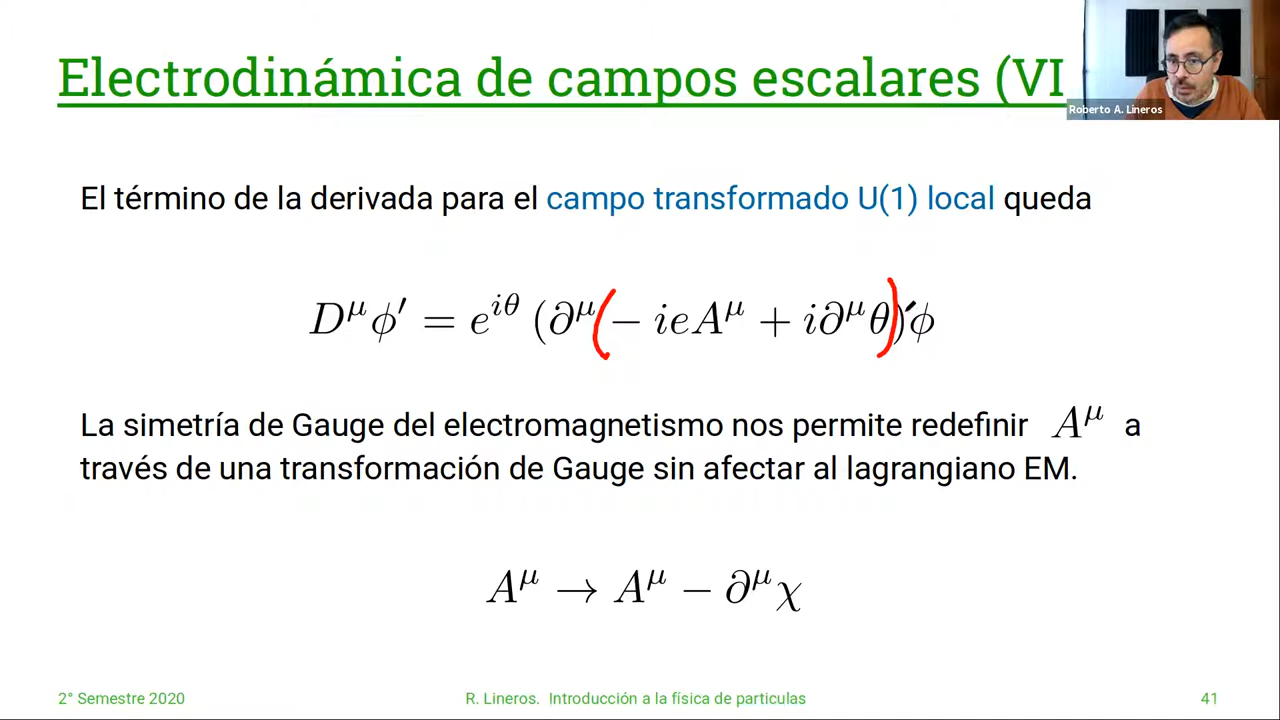 Electrodinámica de campos escalares (VI
Roberto A. Lineros
El término de la derivada para el campo transformado U(1) local queda
D^μ ϕ′ = e^{iθ} (∂^μ − ieA^μ + i∂^μ θ) ϕ
La simetría de Gauge del electromagnetismo nos permite redefinir A^μ a
través de una transformación de Gauge sin afectar al lagrangiano EM.
A^μ → A^μ − ∂^μ χ
2° Semestre 2020
R. Lineros. Introducción a la física de particulas
41